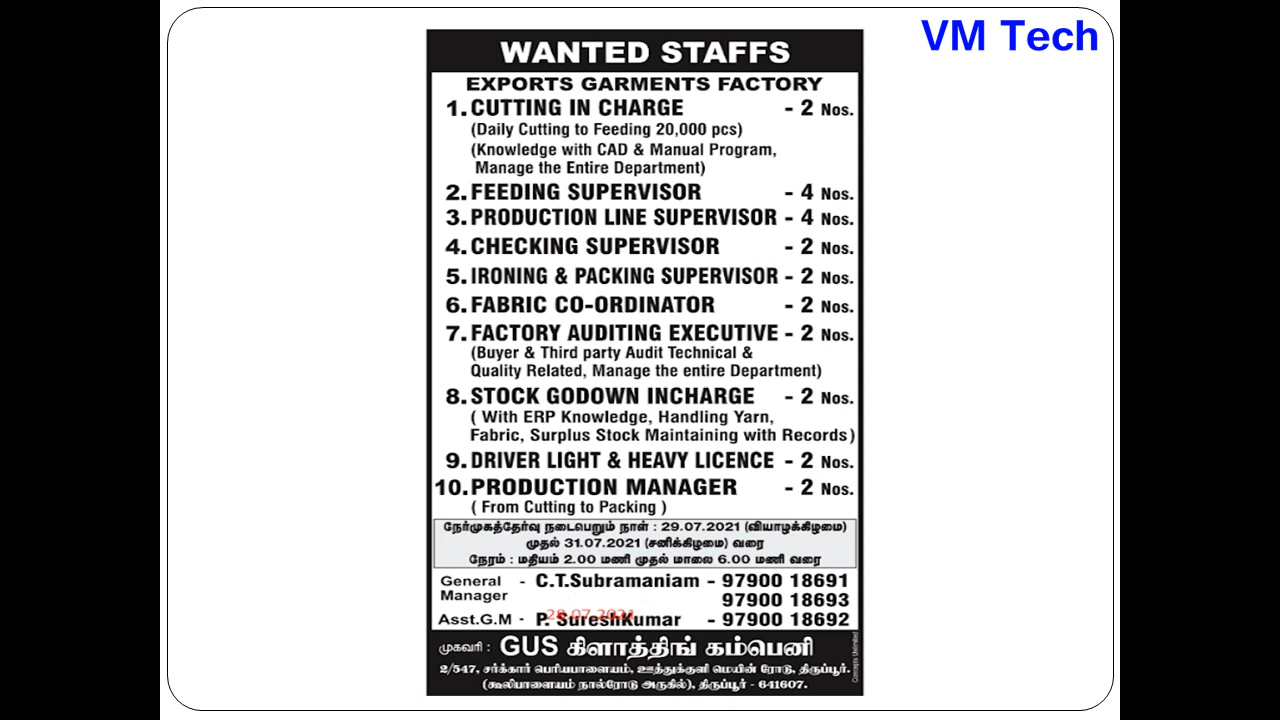 VM Tech
WANTED STAFFS
EXPORTS GARMENTS FACTORY
1. CUTTING IN CHARGE - 2 Nos.
(Daily Cutting to Feeding 20,000 pcs)
(Knowledge with CAD & Manual Program,
Manage the Entire Department)
2. FEEDING SUPERVISOR - 4 Nos.
3. PRODUCTION LINE SUPERVISOR - 4 Nos.
4. CHECKING SUPERVISOR - 2 Nos.
5. IRONING & PACKING SUPERVISOR - 2 Nos.
6. FABRIC CO-ORDINATOR - 2 Nos.
7. FACTORY AUDITING EXECUTIVE - 2 Nos.
(Buyer & Third party Audit Technical &
Quality Related, Manage the entire Department)
8. STOCK GODOWN INCHARGE - 2 Nos.
( With ERP Knowledge, Handling Yarn,
Fabric, Surplus Stock Maintaining with Records)
9. DRIVER LIGHT & HEAVY LICENCE - 2 Nos.
10. PRODUCTION MANAGER - 2 Nos.
( From Cutting to Packing )
நேர்முகத்தேர்வு நடைபெறும் நாள் : 29.07.2021 (வியாழக்கிழமை)
முதல் 31.07.2021 (சனிக்கிழமை) வரை
நேரம் : மதியம் 2.00 மணி முதல் மாலை 6.00 மணி வரை
General Manager - C.T.Subramaniam - 97900 18691
97900 18693
28.07.2021
Asst.G.M - P. SureshKumar - 97900 18692
முகவரி : GUS கிளாத்திங் கம்பெனி
2/547, சர்க்கார் பெரியபாளையம், ஊத்துக்குளி மெயின் ரோடு, திருப்பூர்.
(கூலிபாளையம் நால்ரோடு அருகில்), திருப்பூர் - 641607.
Concepts Unlimited